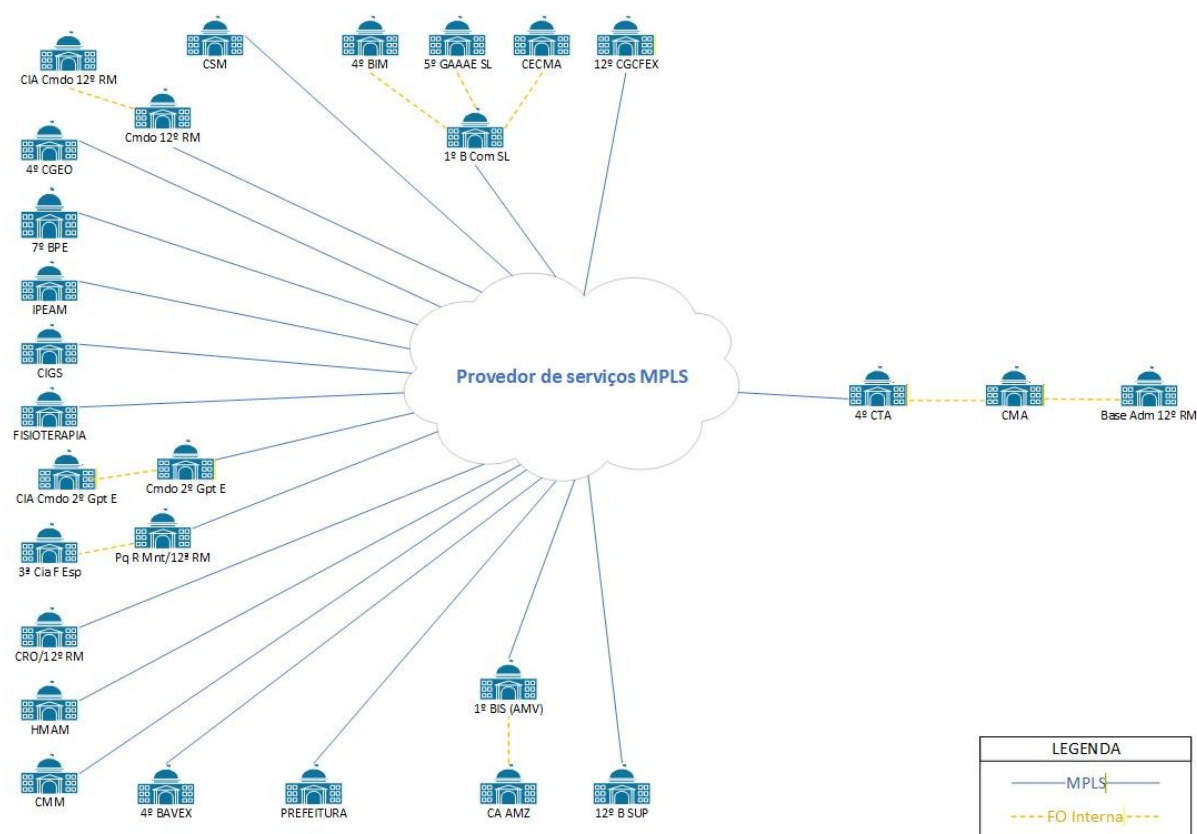 CSM
4º BIM
5º GAAAE SL
CECMA
12º CGCFEX
CIA Cmdo 12º RM
Cmdo 12º RM
1º B Com SL
4º CGEO
7º BPE
IPEAM
CIGS
FISIOTERAPIA
Provedor de serviços MPLS
4º CTA
CMA
Base Adm 12º RM
CIA Cmdo 2º Gpt E
Cmdo 2º Gpt E
3ª Cia F Esp
Pq R Mnt/12ª RM
CRO/12º RM
HMAM
CMM
4º BAVEX
PREFEITURA
1º BIS (AMV)
CA AMZ
12º B SUP
LEGENDA
MPLS
FO Interna